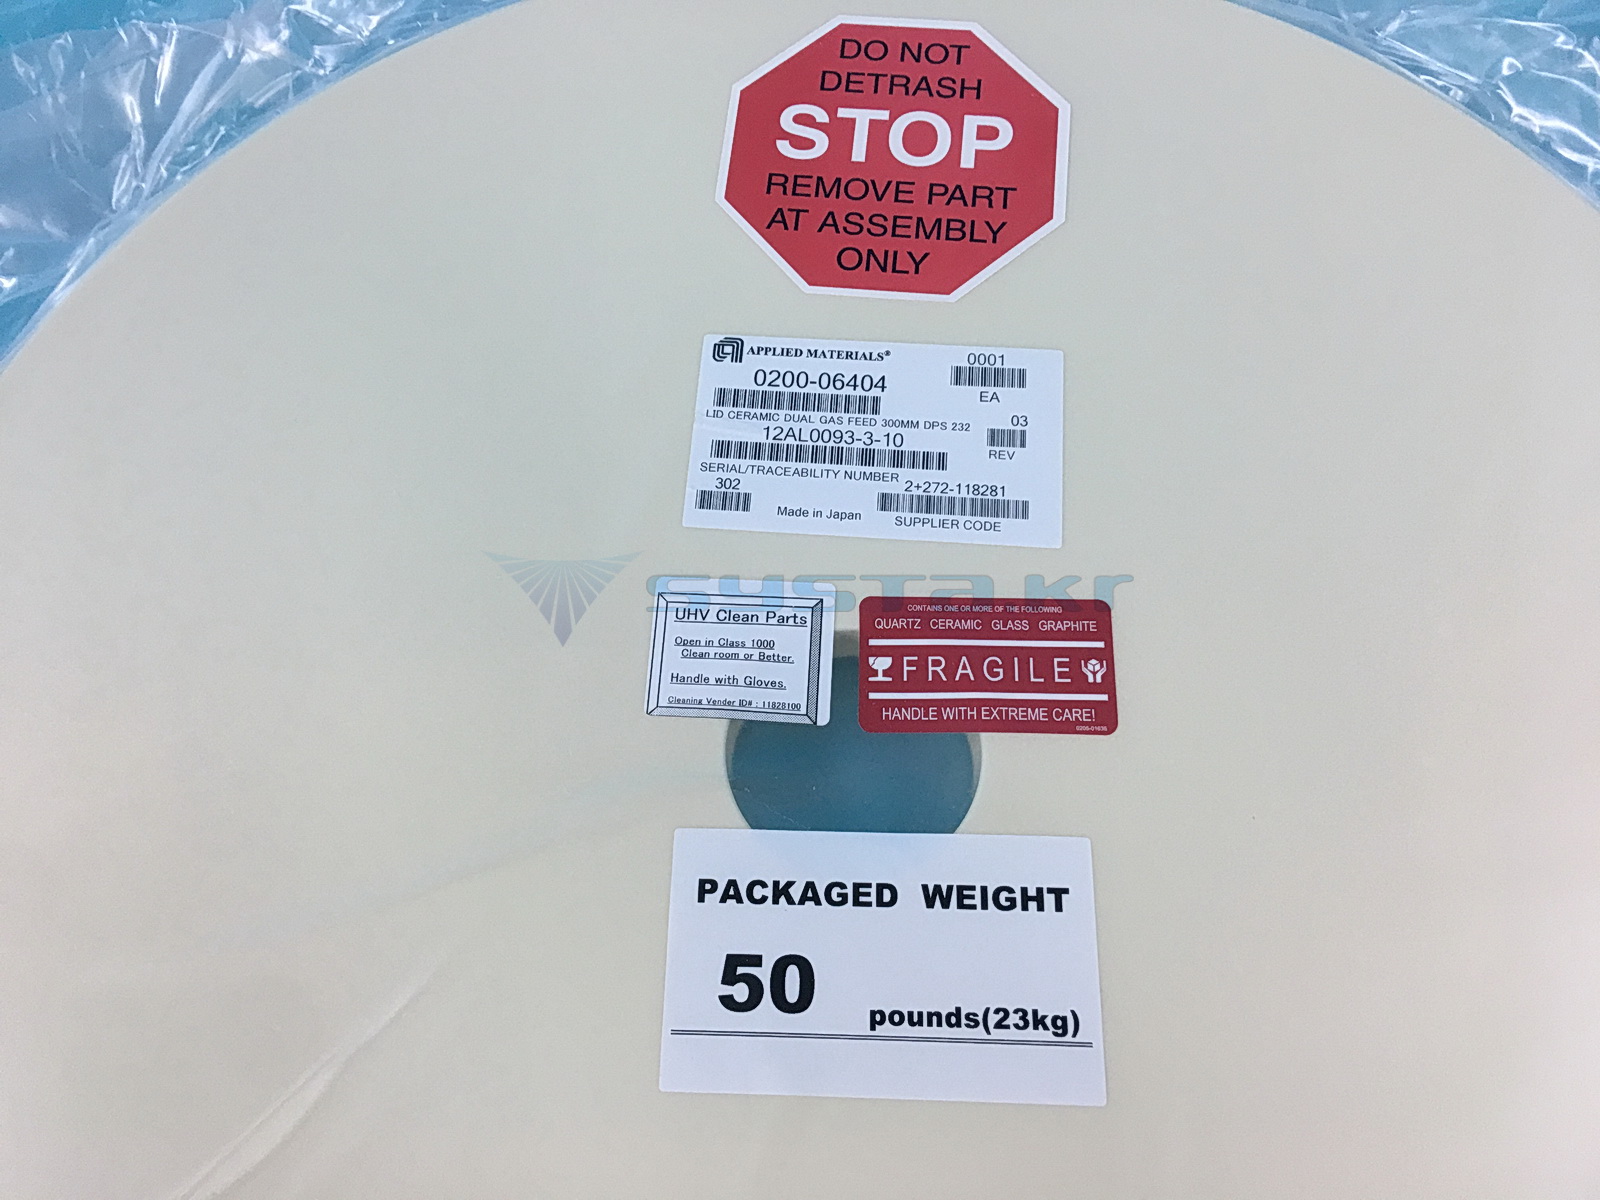 DO NOT
DETRASH
STOP
REMOVE PART
AT ASSEMBLY
ONLY
APPLIED MATERIALS®
0001
0200-06404
EA
LID CERAMIC DUAL GAS FEED 300MM DPS 232
03
12AL0093-3-10
REV
SERIAL/TRACEABILITY NUMBER
302
2+272-118281
Made in Japan
SUPPLIER CODE
systa.kr
UHV Clean Parts
Open in Class 1000
Clean room or Better.
Handle with Gloves.
Cleaning Vender ID# : 11828100
CONTAINS ONE OR MORE OF THE FOLLOWING
QUARTZ CERAMIC GLASS GRAPHITE
FRAGILE
HANDLE WITH EXTREME CARE!
0206-01635
PACKAGED WEIGHT
50
pounds(23kg)